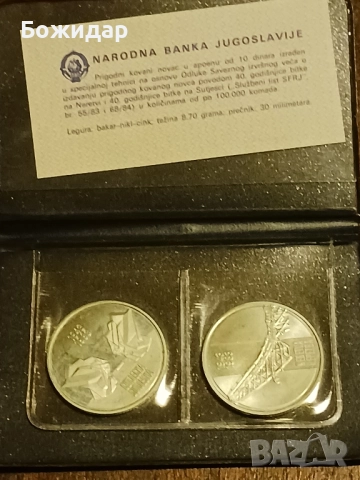 Божидар
NARODNA BANKA JUGOSLAVIJE
Prigodni kovani novac u apoenu od 10 dinara izrađen
u specijalnoj tehnici na osnovu Odluke Saveznog izvršnog veća o
izdavanju prigodnog kovanog novca povodom 40. godišnjice bitke
na Neretvi i 40. godišnjice bitke na Sutjesci („Službeni list SFRJ"
br. 55/83 i 68/84) u količinama od po 100.000 komada.
Legura, bakar-nikl-cink, težina 8,70 grama, prečnik, 30 milimetara.
BAZAR
bg